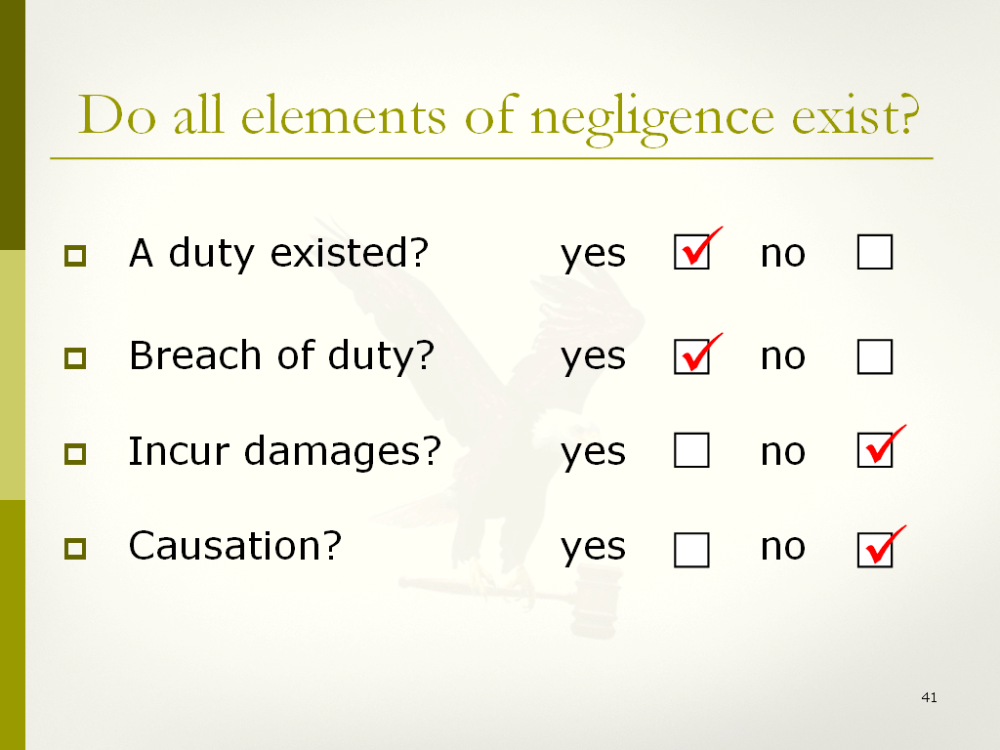 Do all elements of negligence exist?
A duty existed? yes no
Breach of duty? yes no
Incur damages? yes no
Causation? yes no
41